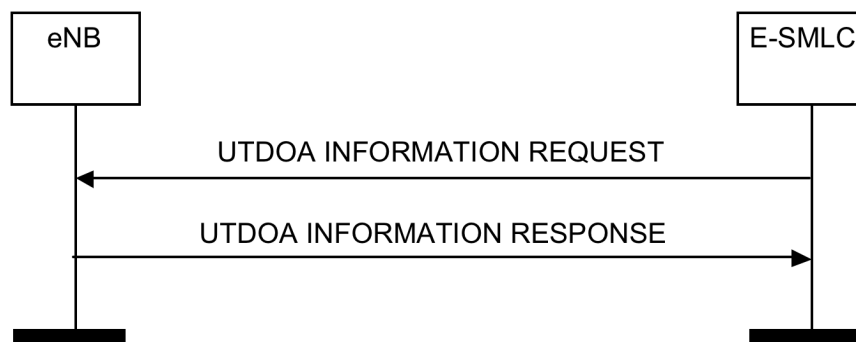 eNB
E-SMLC
UTDOA INFORMATION REQUEST
UTDOA INFORMATION RESPONSE